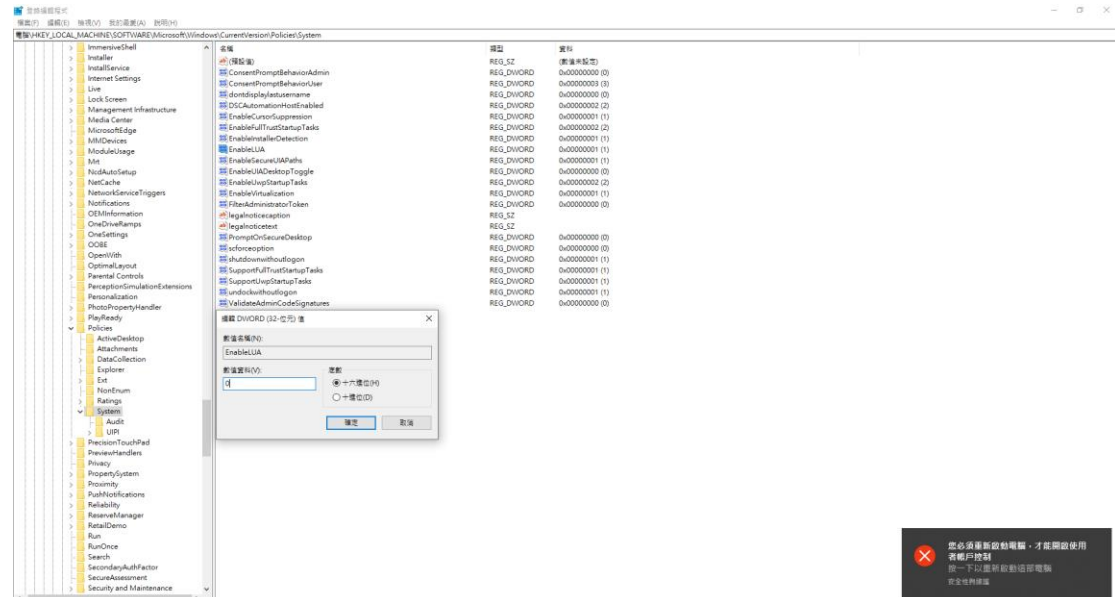 登錄編輯程式
檔案(F) 編輯(E) 檢視(V) 我的最愛(A) 說明(H)
電腦\HKEY_LOCAL_MACHINE\SOFTWARE\Microsoft\Windows\CurrentVersion\Policies\System
ImmersiveShell
Installer
InstallService
Internet Settings
Live
Lock Screen
Management Infrastructure
Media Center
MicrosoftEdge
MMDevices
ModuleUsage
Mrt
NcdAutoSetup
NetCache
NetworkServiceTriggers
Notifications
OEMInformation
OneDriveRamps
OneSettings
OOBE
OpenWith
OptimalLayout
Parental Controls
PerceptionSimulationExtensions
Personalization
PhotoPropertyHandler
PlayReady
Policies
ActiveDesktop
Attachments
DataCollection
Explorer
Ext
NonEnum
Ratings
System
Audit
UIPI
PrecisionTouchPad
PreviewHandlers
Privacy
PropertySystem
Proximity
PushNotifications
Reliability
ReserveManager
RetailDemo
Run
RunOnce
Search
SecondaryAuthFactor
SecureAssessment
Security and Maintenance
名稱 類型 資料
(預設值) REG_SZ (數值未設定)
ConsentPromptBehaviorAdmin REG_DWORD 0x00000000 (0)
ConsentPromptBehaviorUser REG_DWORD 0x00000003 (3)
dontdisplaylastusername REG_DWORD 0x00000000 (0)
DSCAutomationHostEnabled REG_DWORD 0x00000002 (2)
EnableCursorSuppression REG_DWORD 0x00000001 (1)
EnableFullTrustStartupTasks REG_DWORD 0x00000002 (2)
EnableInstallerDetection REG_DWORD 0x00000001 (1)
EnableLUA REG_DWORD 0x00000001 (1)
EnableSecureUIAPaths REG_DWORD 0x00000001 (1)
EnableUIADesktopToggle REG_DWORD 0x00000000 (0)
EnableUwpStartupTasks REG_DWORD 0x00000002 (2)
EnableVirtualization REG_DWORD 0x00000001 (1)
FilterAdministratorToken REG_DWORD 0x00000000 (0)
legalnoticecaption REG_SZ
legalnoticetext REG_SZ
PromptOnSecureDesktop REG_DWORD 0x00000000 (0)
scforceoption REG_DWORD 0x00000000 (0)
shutdownwithoutlogon REG_DWORD 0x00000001 (1)
SupportFullTrustStartupTasks REG_DWORD 0x00000001 (1)
SupportUwpStartupTasks REG_DWORD 0x00000001 (1)
undockwithoutlogon REG_DWORD 0x00000001 (1)
ValidateAdminCodeSignatures REG_DWORD 0x00000000 (0)
編輯 DWORD (32-位元) 值
數值名稱(N):
EnableLUA
數值資料(V): 底數
0 十六進位(H)
十進位(D)
確定 取消
您必須重新啟動電腦，才能開啟使用
者帳戶控制
按一下以重新啟動這部電腦
安全性與維護